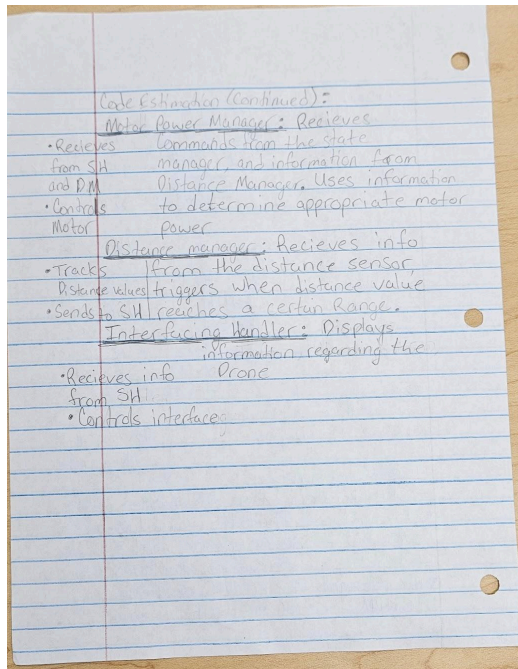 Code Estimation (Continued):
Motor Power Manager: Recieves
•Recieves Commands from the state
from SH manager, and information from
and DM Distance Manager. Uses information
•Controls to determine appropriate motor
Motor power
Distance manager: Recieves info
•Tracks from the distance sensor,
Distance values triggers when distance value
•Sends to SH reaches a certain Range.
Interfacing Handler: Displays
information regarding the
•Recieves info Drone
from SH
•Controls interface